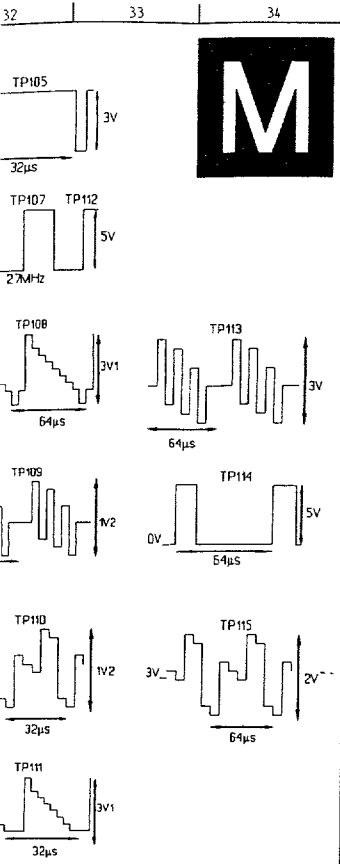 32 33 34
M
TP105
3V
32µs
TP107 TP112
5V
27MHz
TP108
3V1
64µs
TP113
3V
64µs
TP109
1V2
TP114
0V
5V
64µs
TP110
1V2
32µs
TP115
3V
2V
64µs
TP111
3V1
32µs